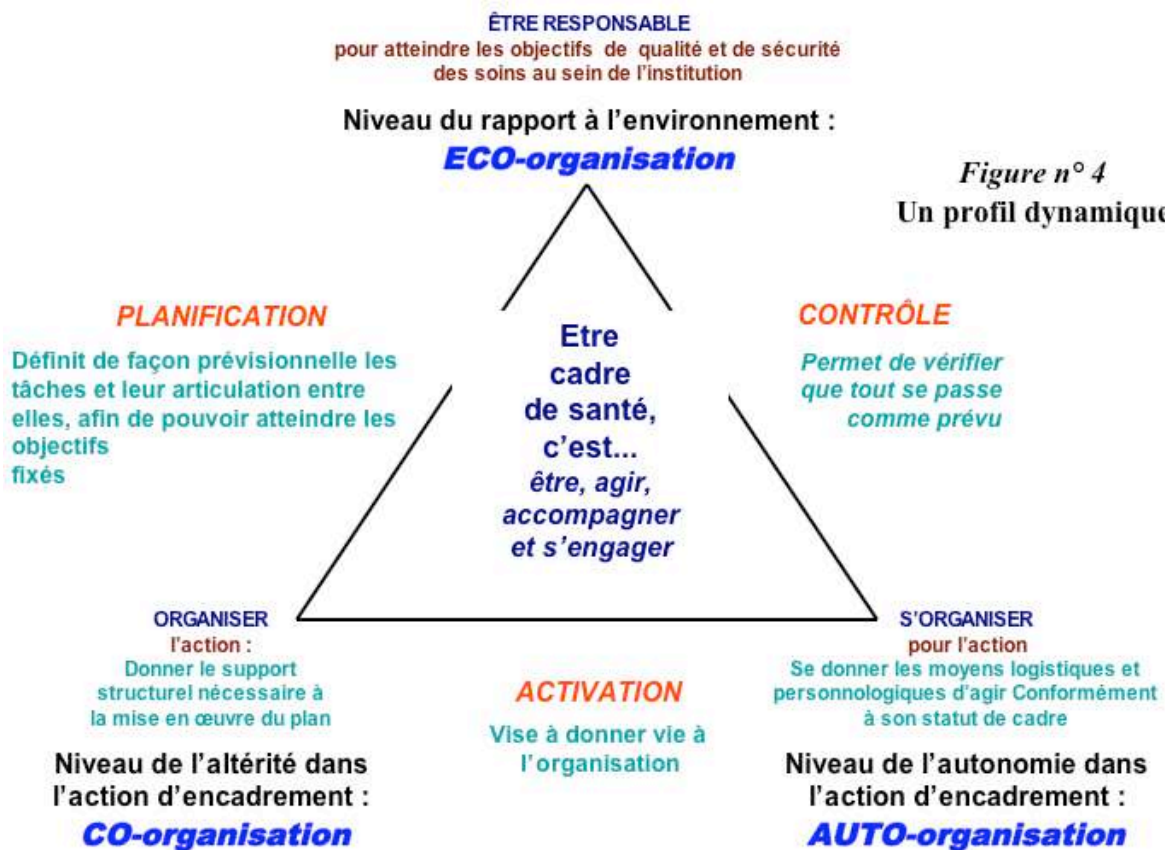 ÊTRE RESPONSABLE
pour atteindre les objectifs de qualité et de sécurité
des soins au sein de l'institution
Niveau du rapport à l'environnement :
ECO-organisation
Figure n° 4
Un profil dynamique
PLANIFICATION
Définit de façon prévisionnelle les
tâches et leur articulation entre
elles, afin de pouvoir atteindre les
objectifs
fixés
Etre
cadre
de santé,
c'est...
être, agir,
accompagner
et s'engager
CONTRÔLE
Permet de vérifier
que tout se passe
comme prévu
ORGANISER
l'action :
Donner le support
structurel nécessaire à
la mise en œuvre du plan
Niveau de l'altérité dans
l'action d'encadrement :
CO-organisation
ACTIVATION
Vise à donner vie à
l'organisation
S'ORGANISER
pour l'action
Se donner les moyens logistiques et
personnologiques d'agir Conformément
à son statut de cadre
Niveau de l'autonomie dans
l'action d'encadrement :
AUTO-organisation